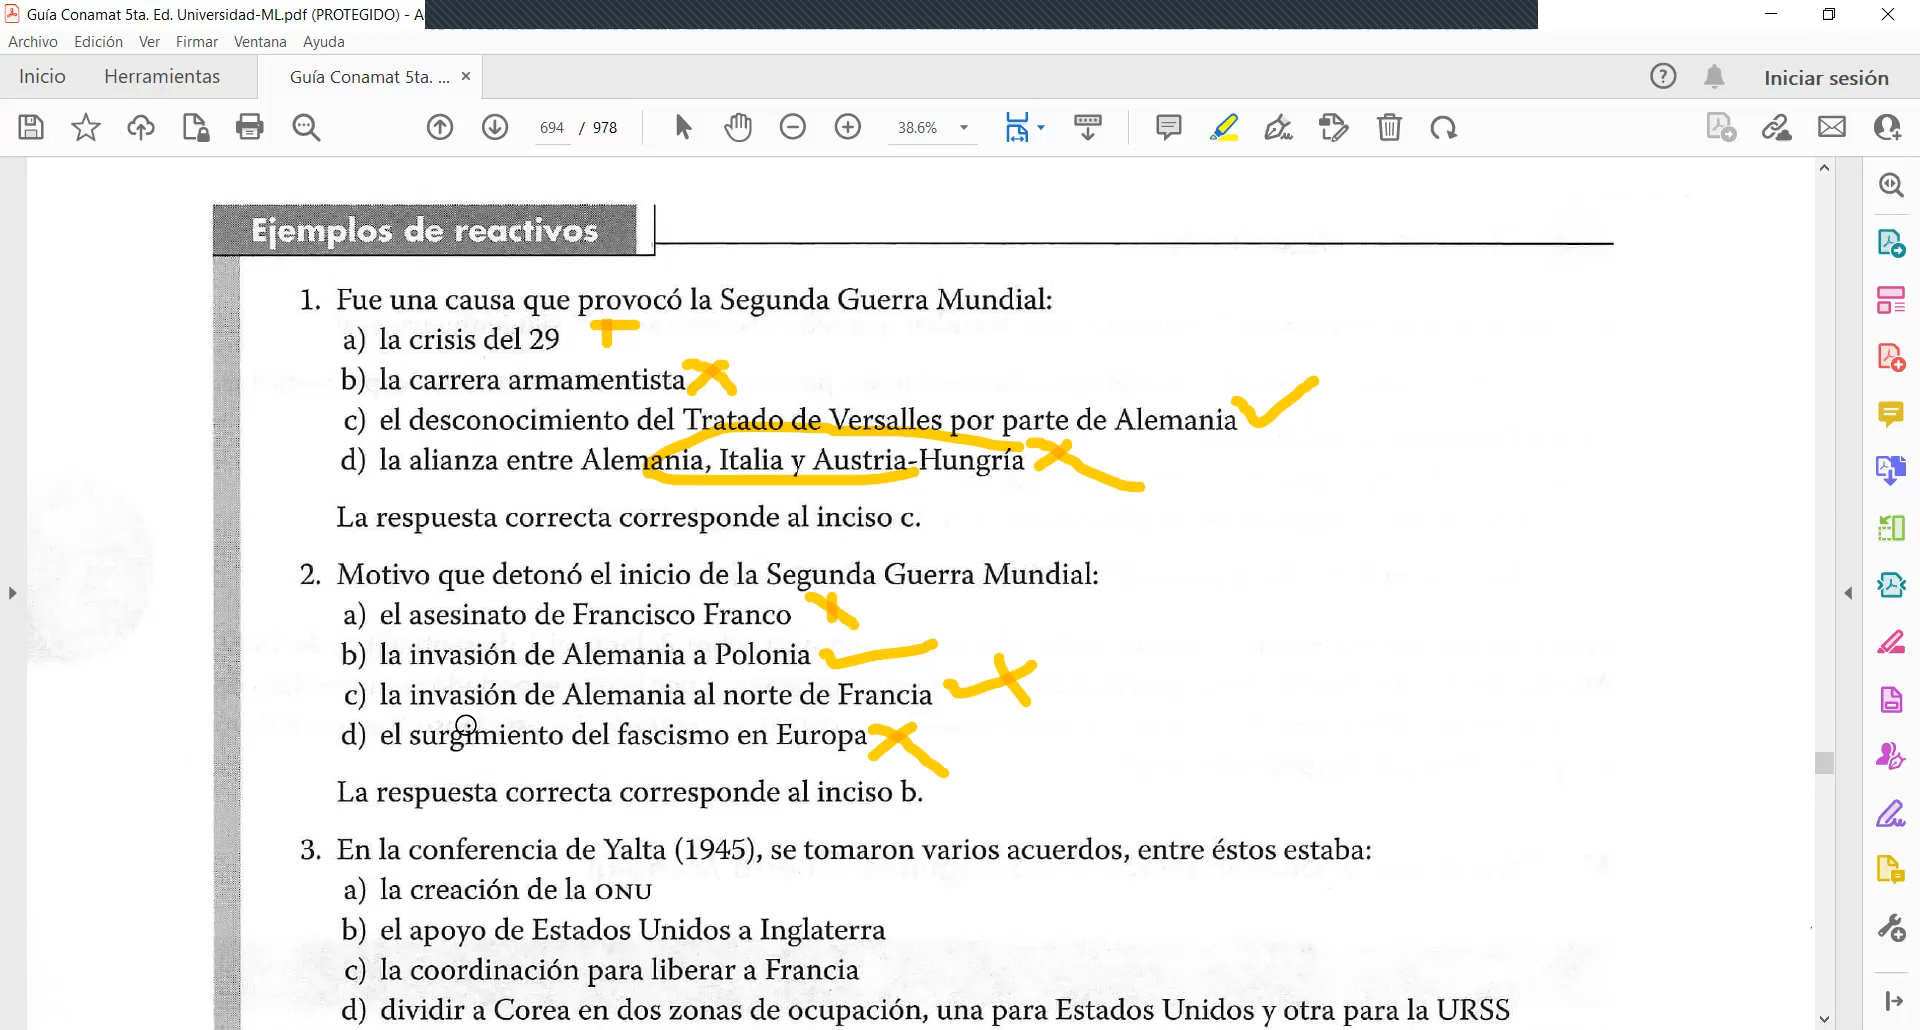 Guía Conamat 5ta. Ed. Universidad-ML.pdf (PROTEGIDO) - A
Archivo Edición Ver Firmar Ventana Ayuda
Inicio Herramientas Guía Conamat 5ta. ... × Iniciar sesión
694 / 978 38.6%
Ejemplos de reactivos
1. Fue una causa que provocó la Segunda Guerra Mundial:
a) la crisis del 29
b) la carrera armamentista
c) el desconocimiento del Tratado de Versalles por parte de Alemania
d) la alianza entre Alemania, Italia y Austria-Hungría
La respuesta correcta corresponde al inciso c.
2. Motivo que detonó el inicio de la Segunda Guerra Mundial:
a) el asesinato de Francisco Franco
b) la invasión de Alemania a Polonia
c) la invasión de Alemania al norte de Francia
d) el surgimiento del fascismo en Europa
La respuesta correcta corresponde al inciso b.
3. En la conferencia de Yalta (1945), se tomaron varios acuerdos, entre éstos estaba:
a) la creación de la ONU
b) el apoyo de Estados Unidos a Inglaterra
c) la coordinación para liberar a Francia
d) dividir a Corea en dos zonas de ocupación, una para Estados Unidos y otra para la URSS